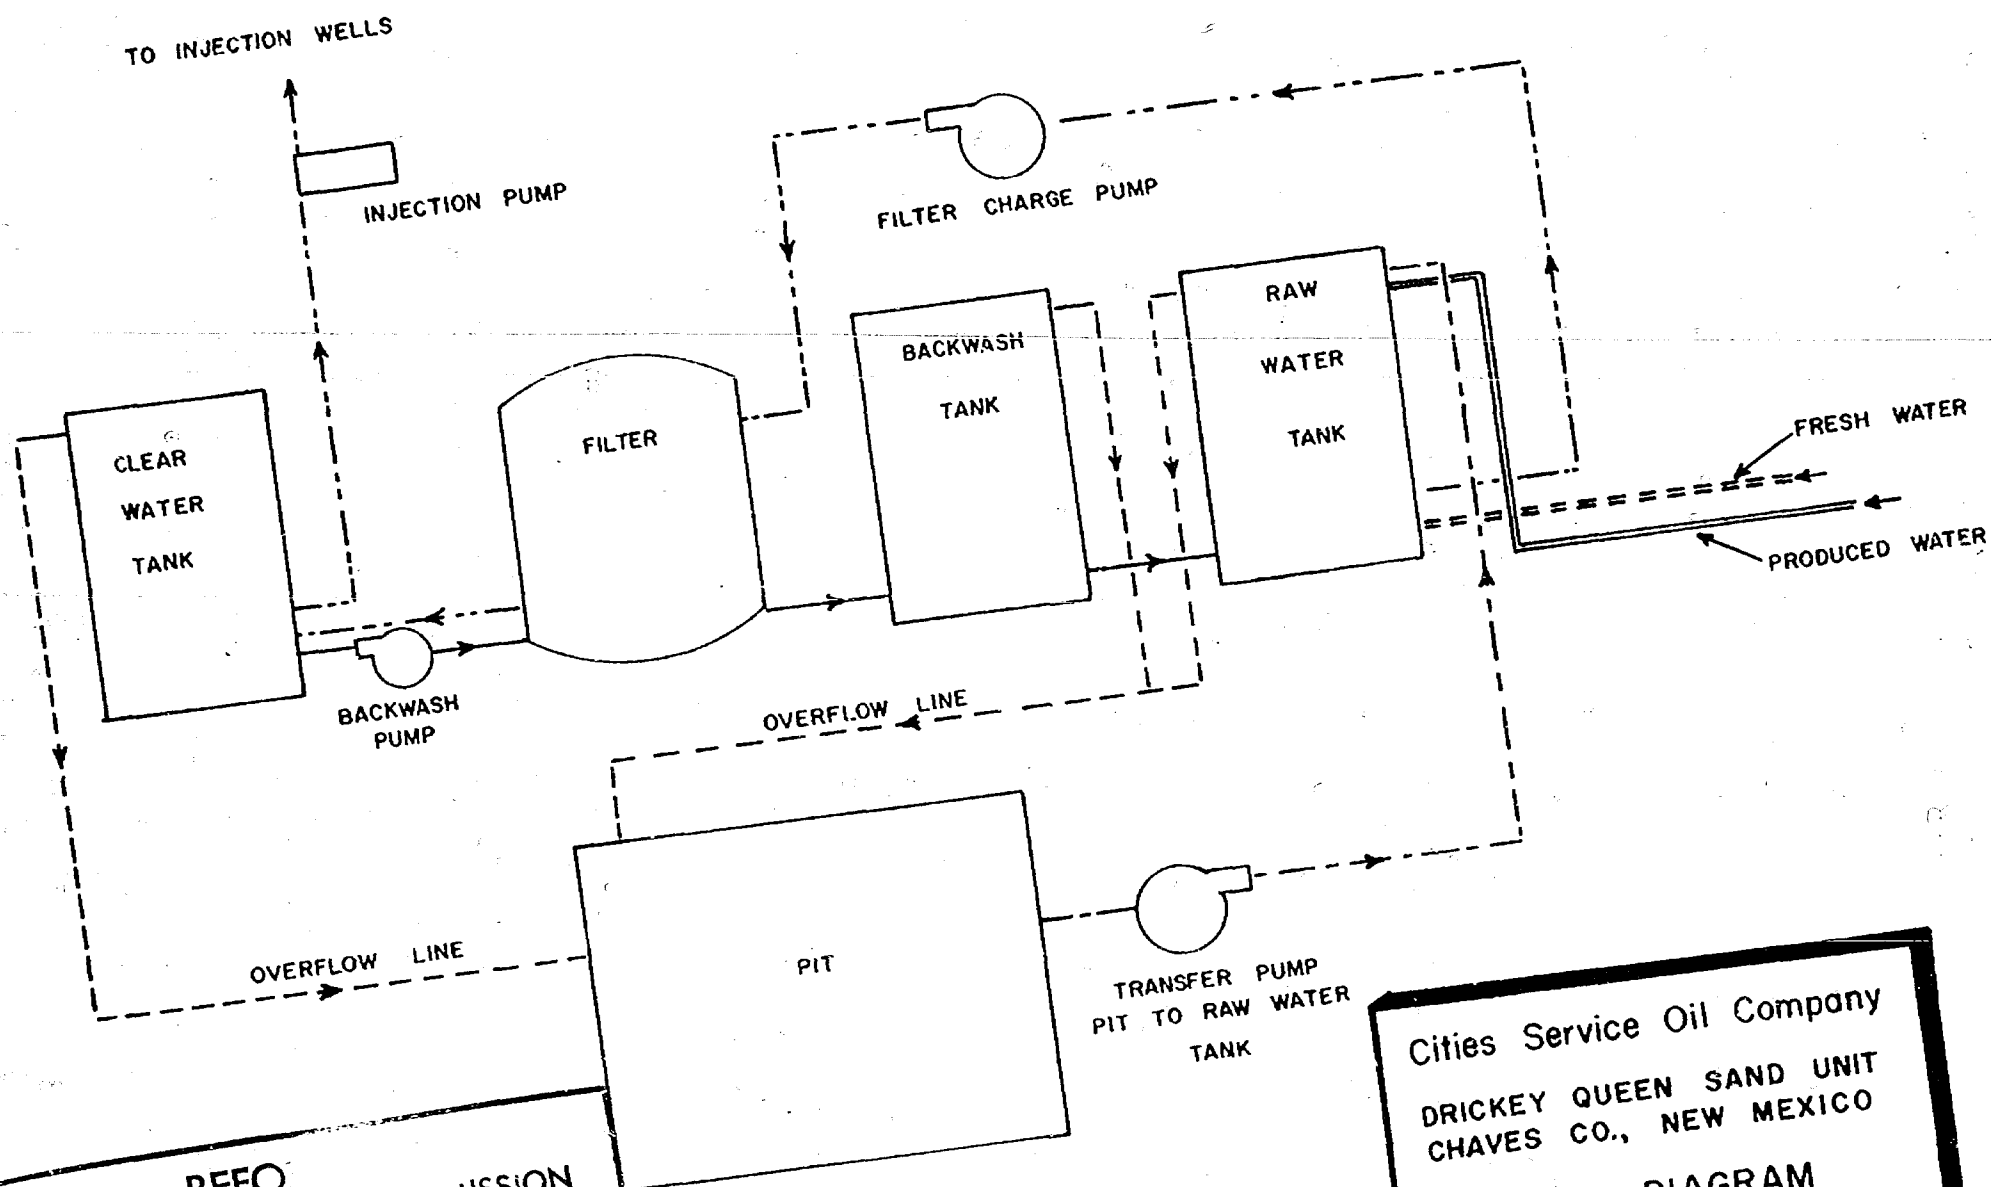 TO INJECTION WELLS
INJECTION PUMP
FILTER CHARGE PUMP
RAW
WATER
TANK
BACKWASH
TANK
FILTER
CLEAR
WATER
TANK
FRESH WATER
PRODUCED WATER
BACKWASH
PUMP
OVERFLOW LINE
OVERFLOW LINE
PIT
TRANSFER PUMP
PIT TO RAW WATER
TANK
Cities Service Oil Company
DRICKEY QUEEN SAND UNIT
CHAVES CO., NEW MEXICO
DIAGRAM